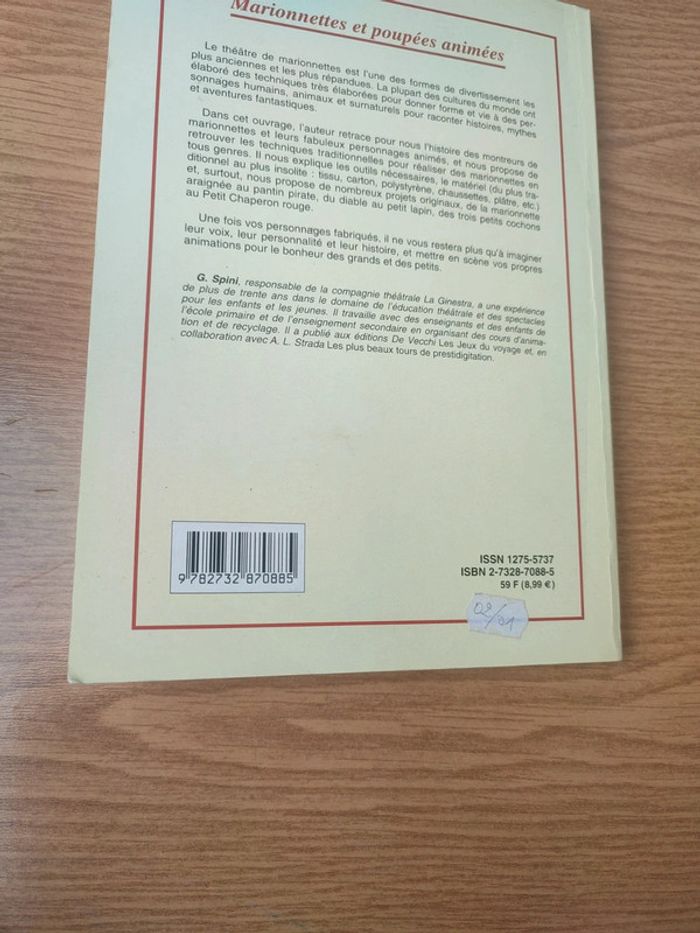 Marionnettes et poupées animées
Le théâtre de marionnettes est l'une des formes de divertissement les
plus anciennes et les plus répandues. La plupart des cultures du monde ont
élaboré des techniques très élaborées pour donner forme et vie à des per-
sonnages humains, animaux et surnaturels pour raconter histoires, mythes
et aventures fantastiques.
Dans cet ouvrage, l'auteur retrace pour nous l'histoire des montreurs de
marionnettes et leurs fabuleux personnages animés, et nous propose de
retrouver les techniques traditionnelles pour réaliser des marionnettes en
tous genres. Il nous explique les outils nécessaires, le matériel (du plus tra-
ditionnel au plus insolite : tissu, carton, polystyrène, chaussettes, plâtre, etc.)
et, surtout, nous propose de nombreux projets originaux, de la marionnette
araignée au pantin pirate, du diable au petit lapin, des trois petits cochons
au Petit Chaperon rouge.
Une fois vos personnages fabriqués, il ne vous restera plus qu'à imaginer
leur voix, leur personnalité et leur histoire, et mettre en scène vos propres
animations pour le bonheur des grands et des petits.
G. Spini, responsable de la compagnie théâtrale La Ginestra, a une expérience
de plus de trente ans dans le domaine de l'éducation théâtrale et des spectacles
pour les enfants et les jeunes. Il travaille avec des enseignants et des enfants de
l'école primaire et de l'enseignement secondaire en organisant des cours d'anima-
tion et de recyclage. Il a publié aux éditions De Vecchi Les Jeux du voyage et, en
collaboration avec A. L. Strada Les plus beaux tours de prestidigitation.
9 782732 870885
ISSN 1275-5737
ISBN 2-7328-7088-5
59 F (8,99 €)
02/01